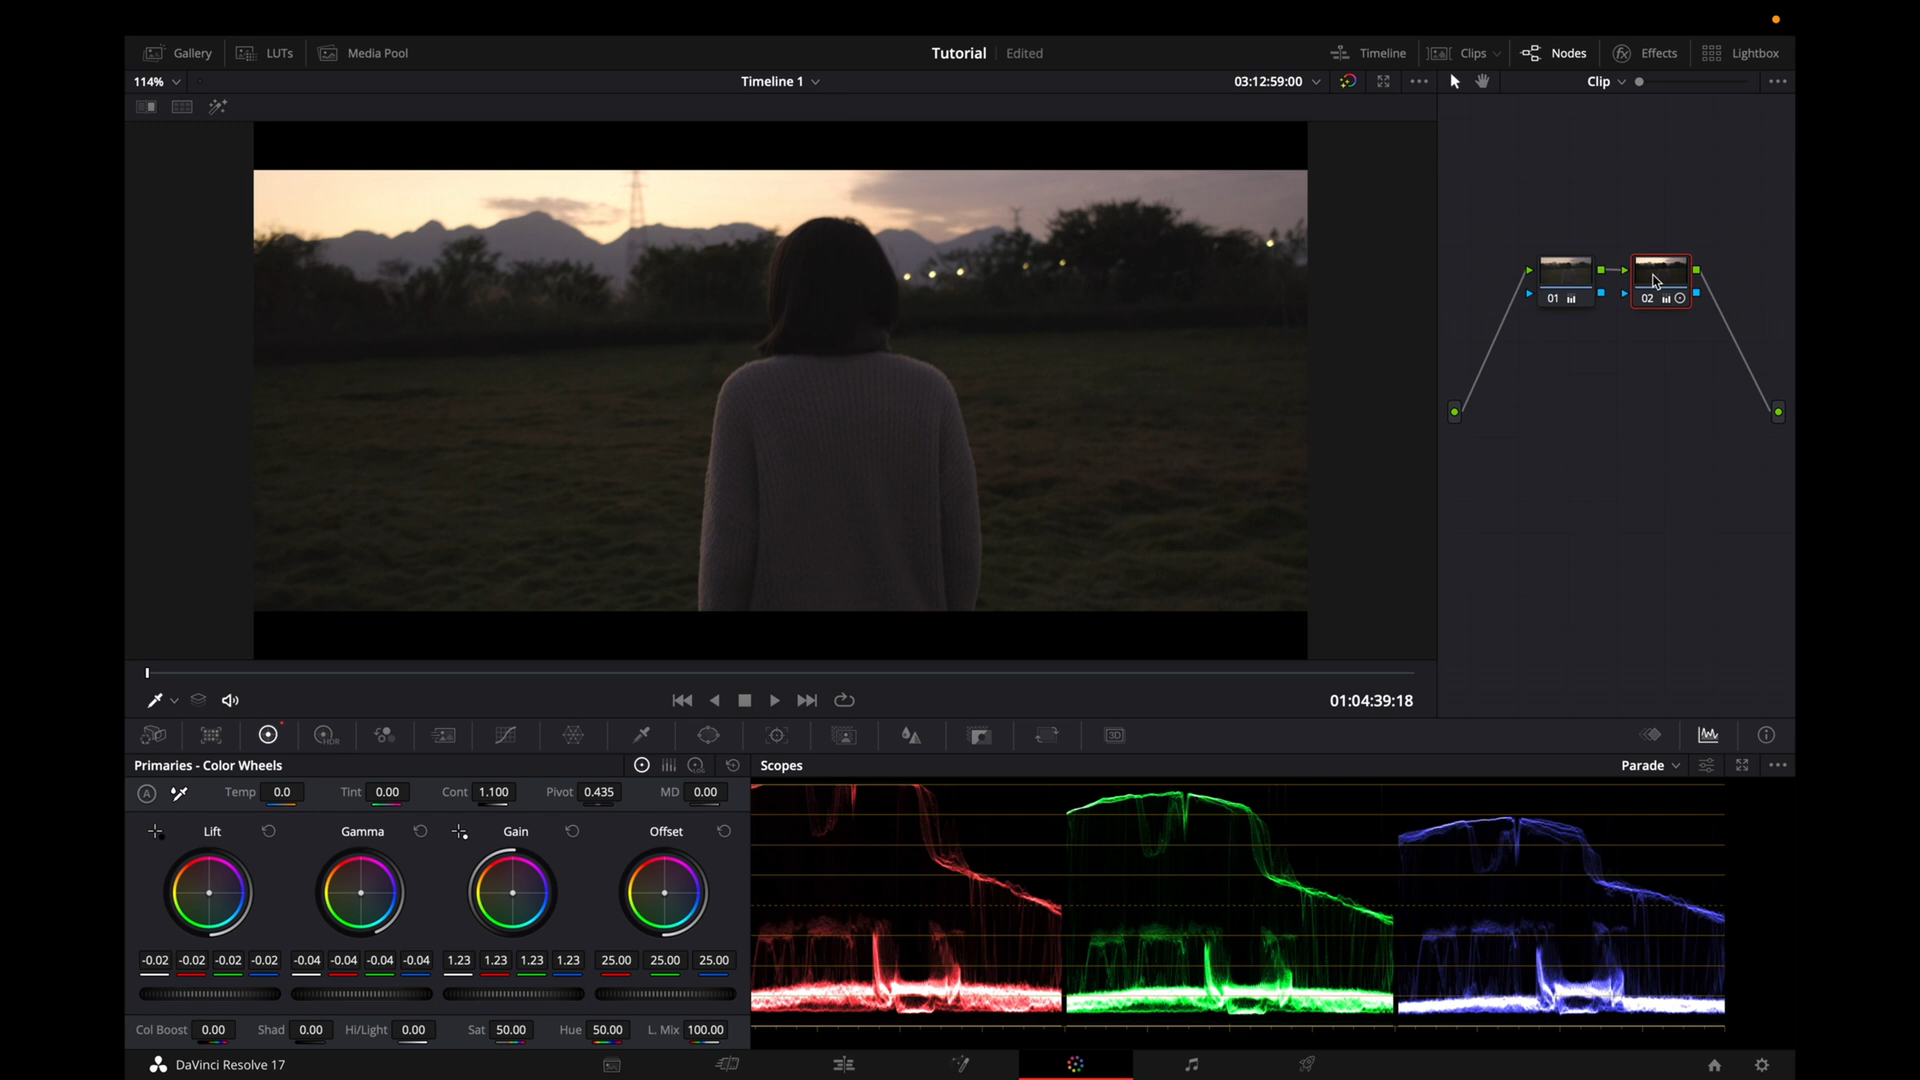 Gallery LUTs Media Pool Tutorial Edited Timeline Clips Nodes Effects Lightbox
114% Timeline 1 03:12:59:00 Clip
01 02
01:04:39:18
HDR 3D
Primaries - Color Wheels Scopes Parade
A Temp 0.0 Tint 0.00 Cont 1.100 Pivot 0.435 MD 0.00
Lift Gamma Gain Offset
-0.02 -0.02 -0.02 -0.02 -0.04 -0.04 -0.04 -0.04 1.23 1.23 1.23 1.23 25.00 25.00 25.00
Col Boost 0.00 Shad 0.00 Hi/Light 0.00 Sat 50.00 Hue 50.00 L. Mix 100.00
DaVinci Resolve 17